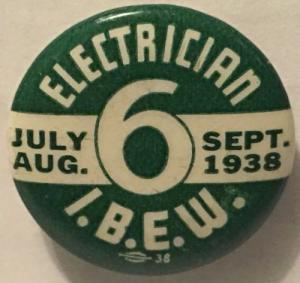 ELECTRICIAN
6
JULY
AUG.
SEPT.
1938
I.B.E.W.
38